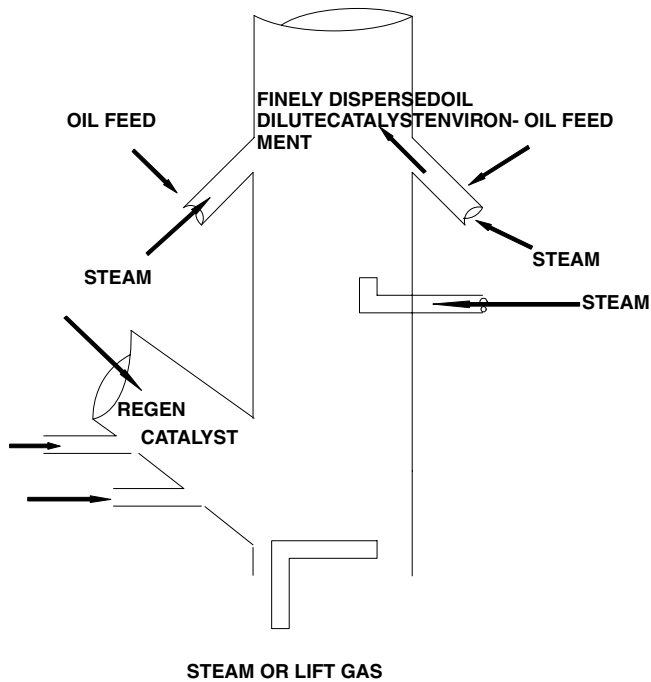 FINELY DISPERSEDOIL
OIL FEED
DILUTECATALYSTENVIRON- OIL FEED
MENT
STEAM
STEAM
STEAM
REGEN
CATALYST
STEAM OR LIFT GAS